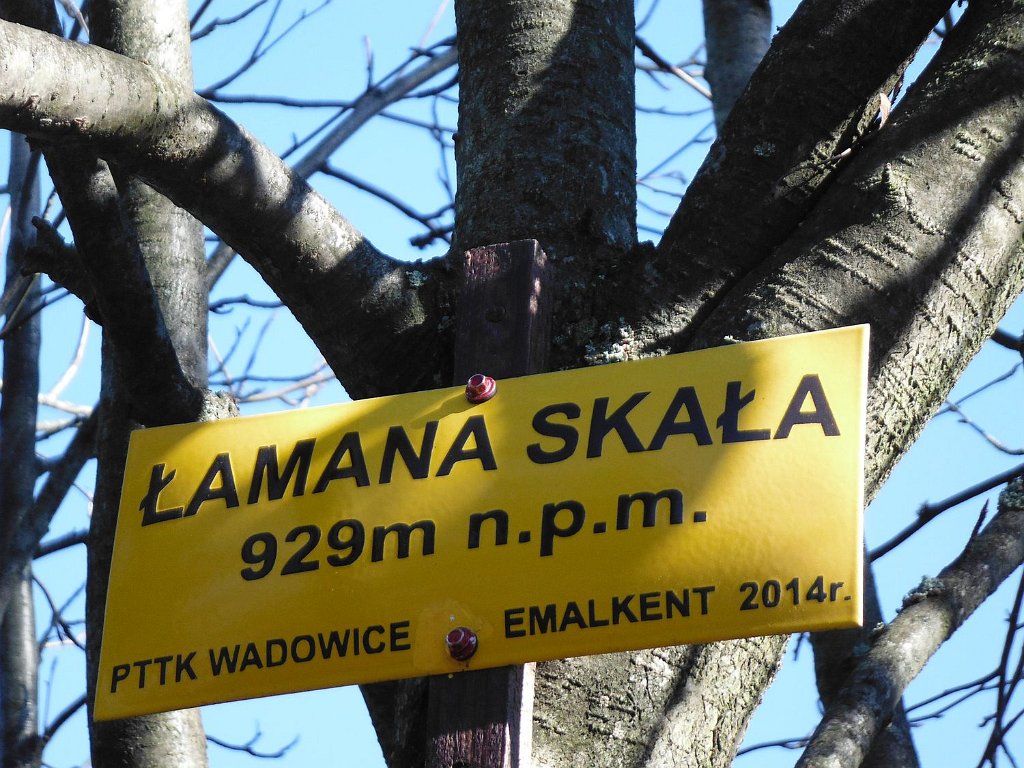 ŁAMANA SKAŁA
929m n.p.m.
PTTK WADOWICE EMALKENT 2014r.